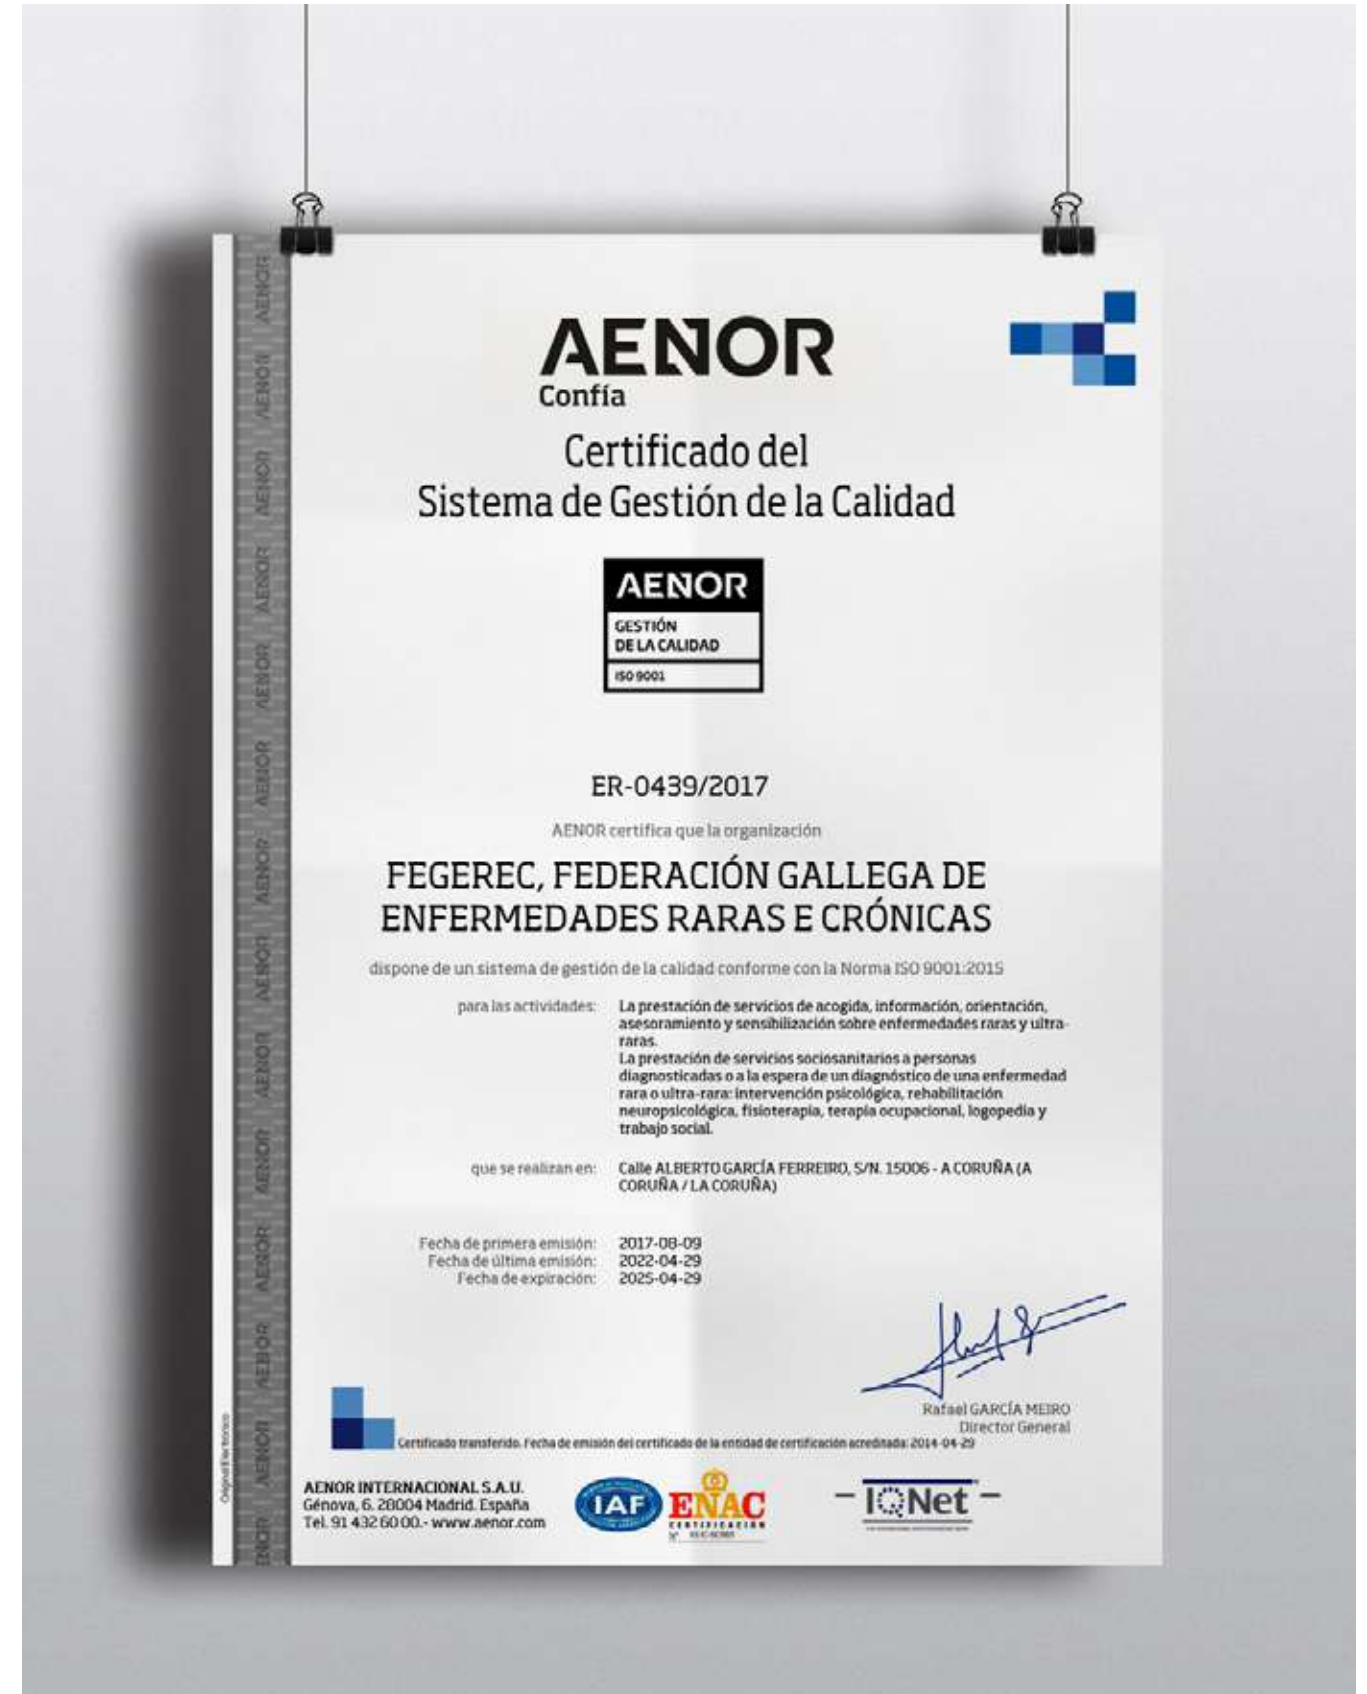 AENOR
Confía
Certificado del
Sistema de Gestión de la Calidad
AENOR
GESTIÓN
DE LA CALIDAD
ISO 9001
ER-0439/2017
AENOR certifica que la organización
FEGEREC, FEDERACIÓN GALLEGA DE
ENFERMEDADES RARAS E CRÓNICAS
dispone de un sistema de gestión de la calidad conforme con la Norma ISO 9001:2015
para las actividades: La prestación de servicios de acogida, información, orientación,
asesoramiento y sensibilización sobre enfermedades raras y ultra-
raras.
La prestación de servicios sociosanitarios a personas
diagnosticadas o a la espera de un diagnóstico de una enfermedad
rara o ultra-rara: intervención psicológica, rehabilitación
neuropsicológica, fisioterapia, terapia ocupacional, logopedia y
trabajo social.
que se realizan en: Calle ALBERTO GARCÍA FERREIRO, S/N. 15006 - A CORUÑA (A
CORUÑA / LA CORUÑA)
Fecha de primera emisión: 2017-08-09
Fecha de última emisión: 2022-04-29
Fecha de expiración: 2025-04-29
Rafael GARCÍA MEIRO
Director General
Certificado transferido. Fecha de emisión del certificado de la entidad de certificación acreditada: 2014-04-29
Original Electrónico
AENOR INTERNACIONAL S.A.U.
Génova, 6. 28004 Madrid. España
Tel. 91 432 60 00.- www.aenor.com
IAF
ENAC
CERTIFICACIÓN
IQNet